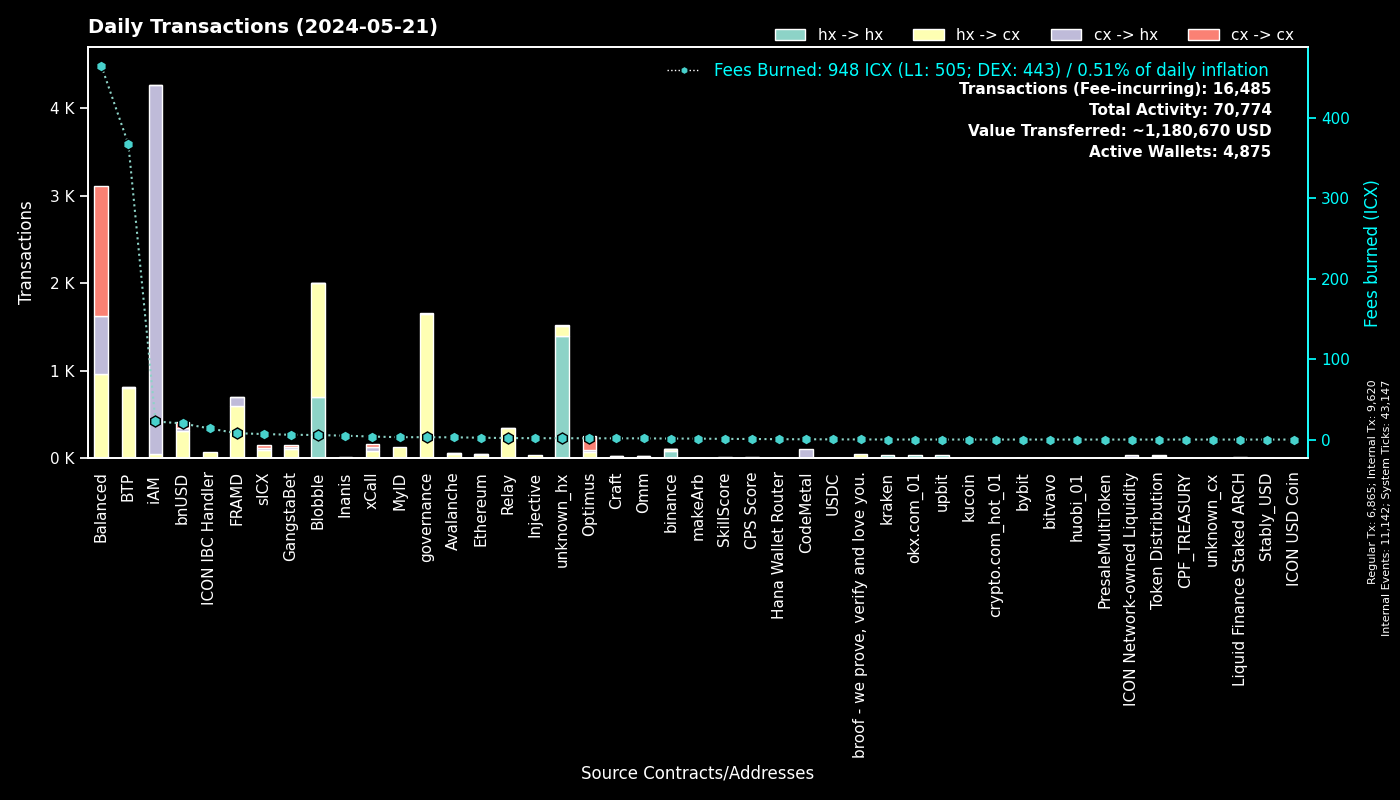 Daily Transactions (2024-05-21)
hx -> hx
hx -> cx
cx -> hx
cx -> cx
Fees Burned: 948 ICX (L1: 505; DEX: 443) / 0.51% of daily inflation
Transactions (Fee-incurring): 16,485
Total Activity: 70,774
Value Transferred: ~1,180,670 USD
Active Wallets: 4,875
Transactions
4 K
3 K
2 K
1 K
0 K
400
300
200
100
0
Fees burned (ICX)
Regular Tx: 6,865; Internal Tx: 9,620
Internal Events: 11,142; System Ticks: 43,147
Balanced
BTP
iAM
bnUSD
ICON IBC Handler
FRAMD
sICX
GangstaBet
Blobble
Inanis
xCall
MyID
governance
Avalanche
Ethereum
Relay
Injective
unknown_hx
Optimus
Craft
Omm
binance
makeArb
SkillScore
CPS Score
Hana Wallet Router
CodeMetal
USDC
broof - we prove, verify and love you.
kraken
okx.com_01
upbit
kucoin
crypto.com_hot_01
bybit
bitvavo
huobi_01
PresaleMultiToken
ICON Network-owned Liquidity
Token Distribution
CPF_TREASURY
unknown_cx
Liquid Finance Staked ARCH
Stably_USD
ICON USD Coin
Source Contracts/Addresses